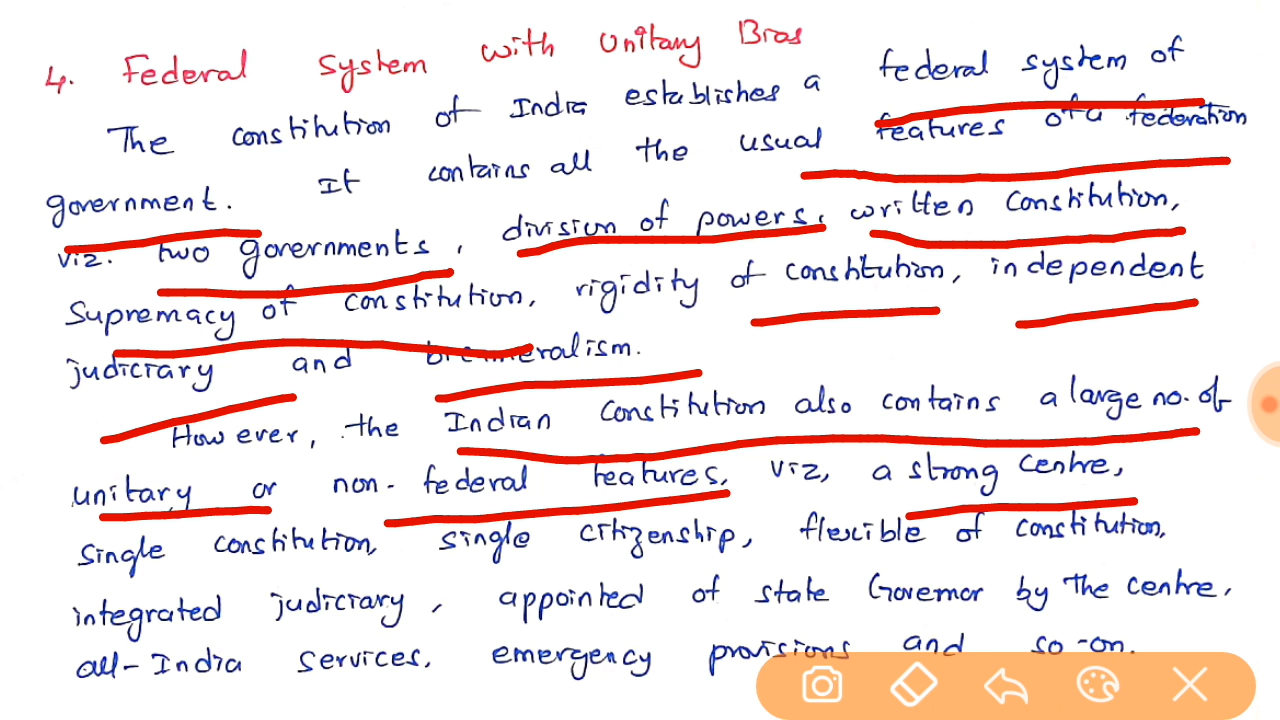 4. Federal System with Unitary Bias
The constitution of India establishes a federal system of
government. It contains all the usual features of a federation
viz. two governments, division of powers, written constitution,
Supremacy of constitution, rigidity of constitution, independent
judiciary and bicameralism.
However, the Indian constitution also contains a large no. of
unitary or non-federal features, viz, a strong centre,
single constitution, single citizenship, flexible of constitution,
integrated judiciary, appointed of state Governor by the centre,
all-India services, emergency provisions and so-on.